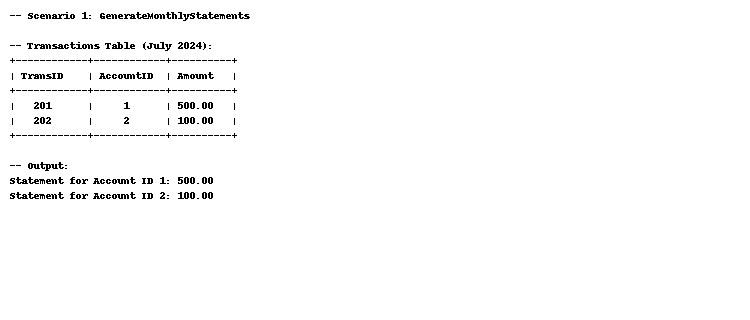 -- Scenario 1: GenerateMonthlyStatements
-- Transactions Table (July 2024):
+------------+------------+----------+
| TransID    | AccountID  | Amount   |
+------------+------------+----------+
|   201      |     1      | 500.00   |
|   202      |     2      | 100.00   |
+------------+------------+----------+
-- Output:
Statement for Account ID 1: 500.00
Statement for Account ID 2: 100.00